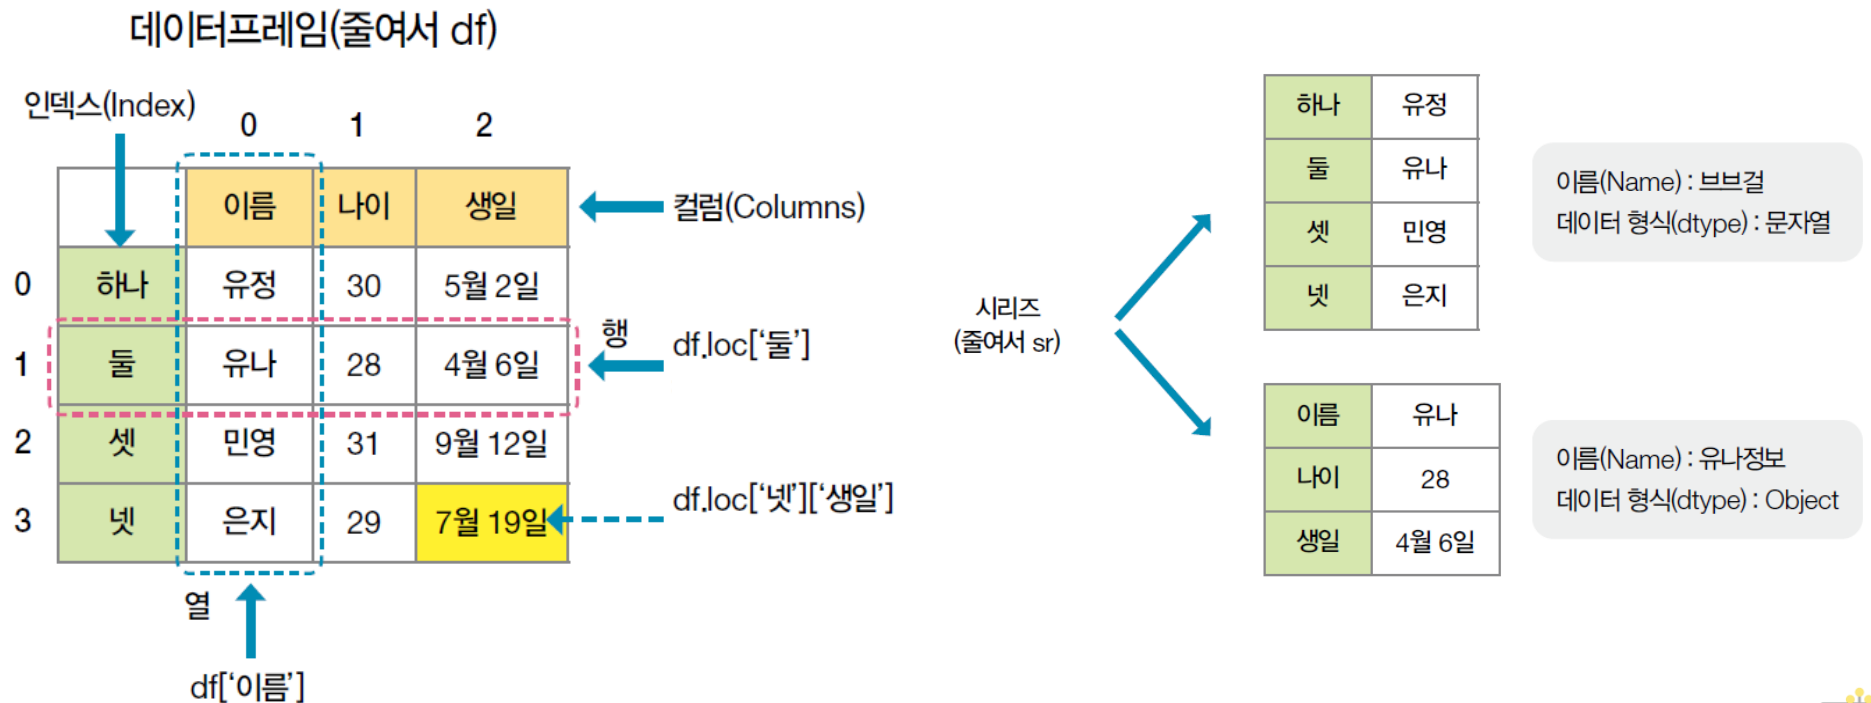 데이터프레임(줄여서 df)
인덱스(Index)
0 1 2
이름 나이 생일
컬럼(Columns)
0 하나 유정 30 5월 2일
1 둘 유나 28 4월 6일
행
df.loc[‘둘’]
2 셋 민영 31 9월 12일
3 넷 은지 29 7월 19일
df.loc[‘넷’][‘생일’]
열
df[‘이름’]
시리즈
(줄여서 sr)
하나 유정
둘 유나
셋 민영
넷 은지
이름(Name) : 브브걸
데이터 형식(dtype) : 문자열
이름 유나
나이 28
생일 4월 6일
이름(Name) : 유나정보
데이터 형식(dtype) : Object